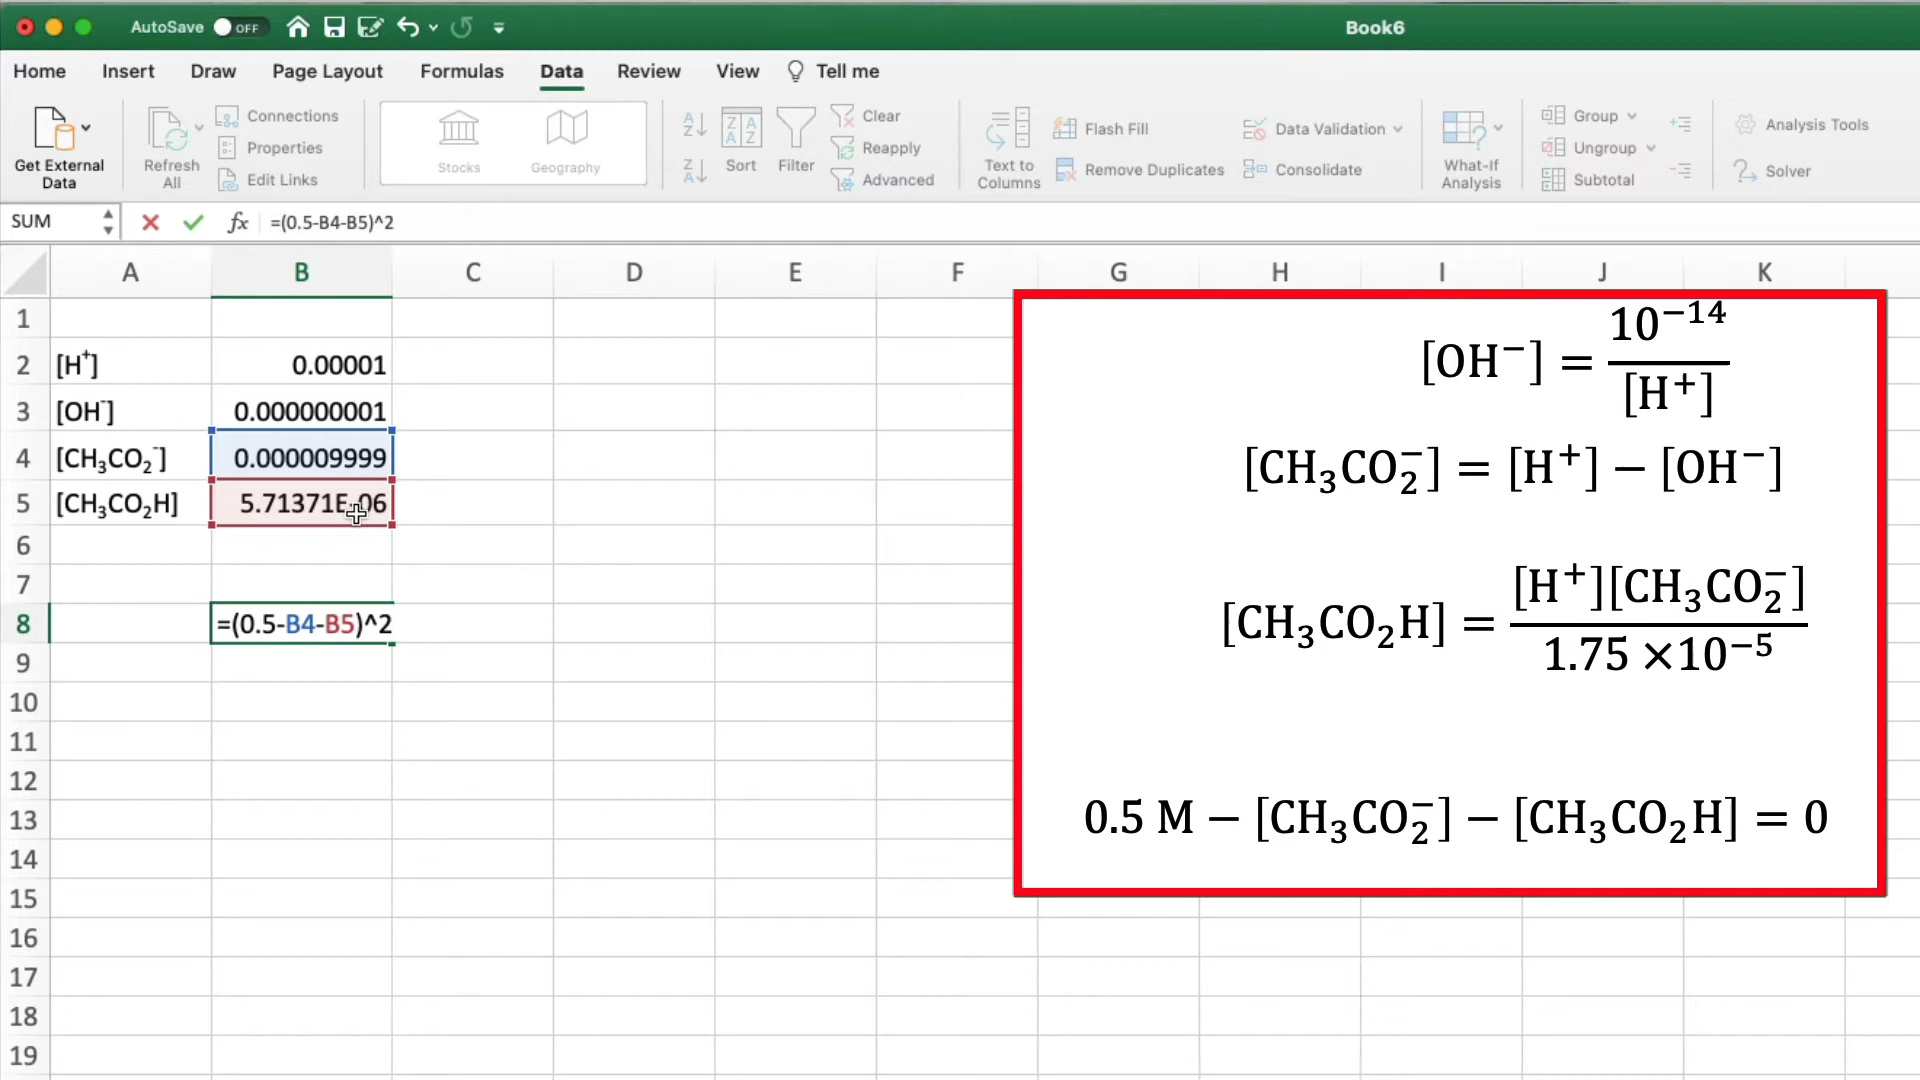 AutoSave OFF Book6
Home Insert Draw Page Layout Formulas Data Review View Tell me
Get External Data
Refresh All
Connections
Properties
Edit Links
Stocks Geography
Sort
Filter
Clear
Reapply
Advanced
Text to Columns
Flash Fill
Remove Duplicates
Data Validation
Consolidate
What-If Analysis
Group
Ungroup
Subtotal
Analysis Tools
Solver
SUM fx =(0.5-B4-B5)^2
A B C D E F G H I J K
1
2 [H⁺] 0.00001
3 [OH⁻] 0.000000001
4 [CH₃CO₂⁻] 0.000009999
5 [CH₃CO₂H] 5.71371E-06
6
7
8 =(0.5-B4-B5)^2
9
10
11
12
13
14
15
16
17
18
19
[OH⁻] = 10⁻¹⁴ / [H⁺]
[CH₃CO₂⁻] = [H⁺] − [OH⁻]
[CH₃CO₂H] = [H⁺][CH₃CO₂⁻] / 1.75 ×10⁻⁵
0.5 M − [CH₃CO₂⁻] − [CH₃CO₂H] = 0